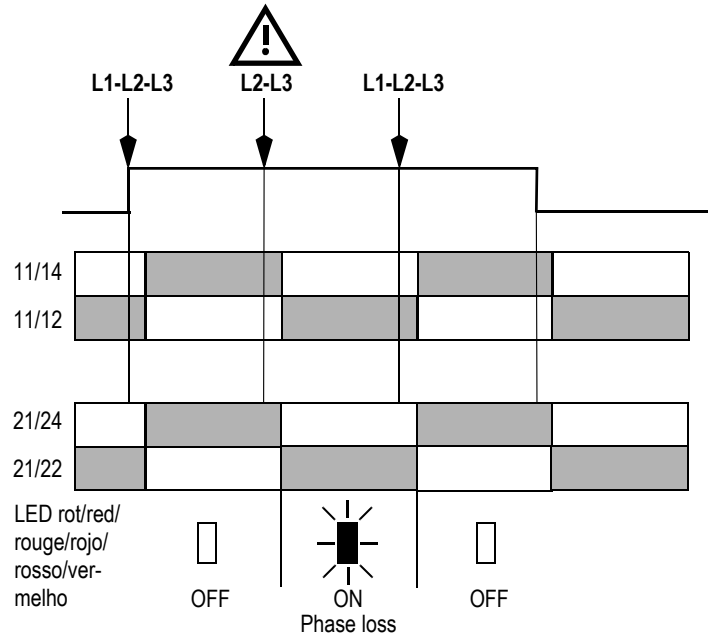 L1-L2-L3 L2-L3 L1-L2-L3
11/14
11/12
21/24
21/22
LED rot/red/
rouge/rojo/
rosso/ver-
melho
OFF ON OFF
Phase loss